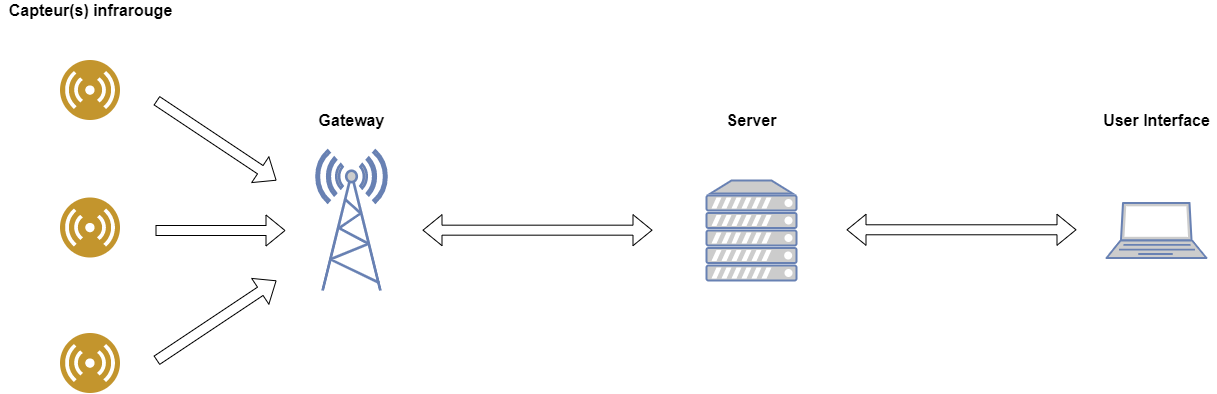 Capteur(s) infrarouge
Gateway
Server
User Interface